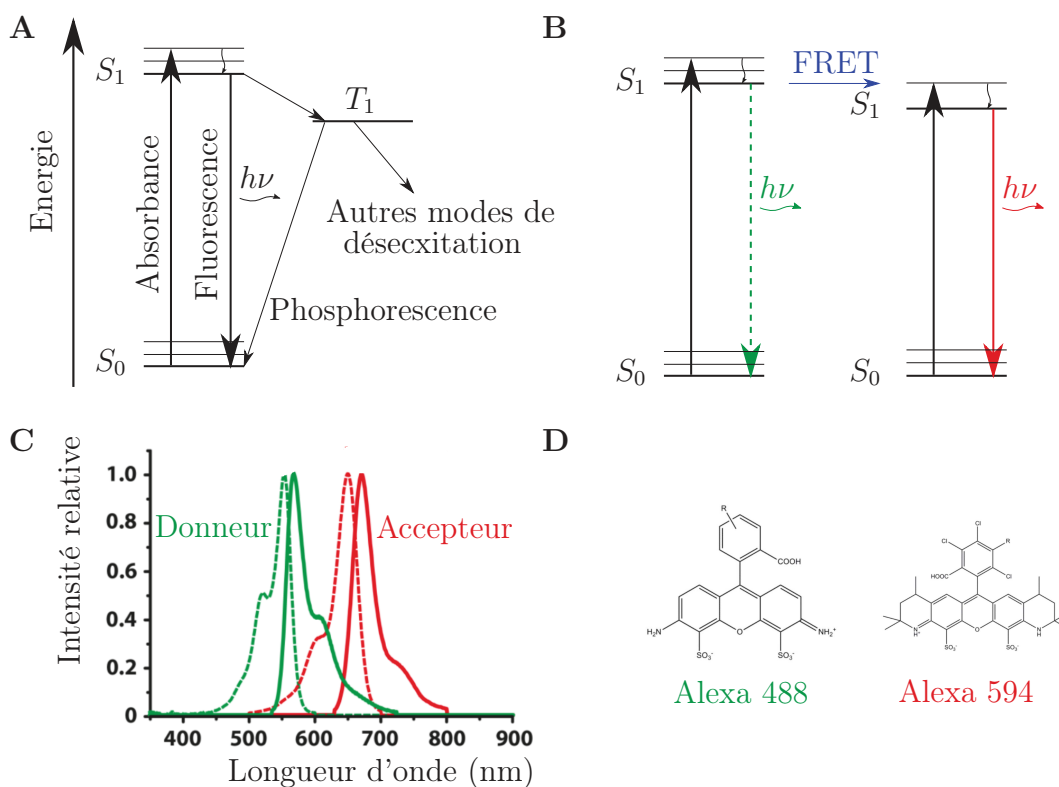 A
Energie
S1
Absorbance
Fluorescence
hν
T1
Autres modes de
désecxitation
Phosphorescence
S0
B
S1
FRET
S1
hν
hν
S0
S0
C
Intensité relative
1.0
0.8
0.6
0.4
0.2
0
Donneur
Accepteur
400 500 600 700 800 900
Longueur d'onde (nm)
D
R
COOH
H2N
O
NH2+
SO3-
SO3-
Alexa 488
Cl
Cl
R
HOOC
Cl
N
H+
O
NH
SO3-
SO3-
Alexa 594